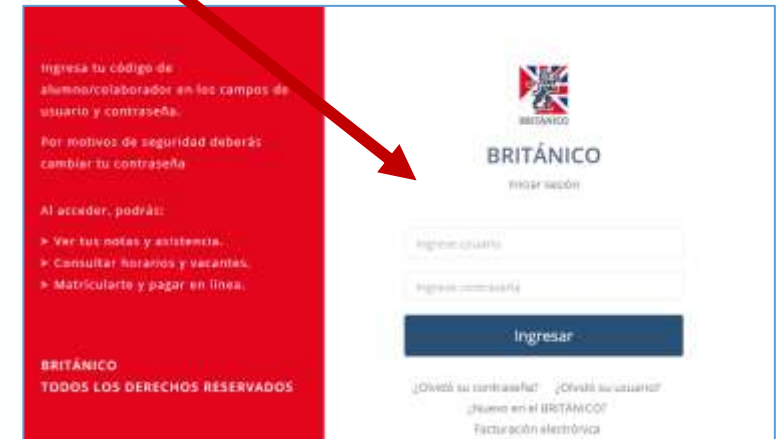 Ingresa tu código de
alumno/colaborador en los campos de
usuario y contraseña.
Por motivos de seguridad deberás
cambiar tu contraseña
Al acceder, podrás:
> Ver tus notas y asistencia.
> Consultar horarios y vacantes.
> Matricularte y pagar en línea.
BRITÁNICO
TODOS LOS DERECHOS RESERVADOS
BRITÁNICO
BRITÁNICO
Iniciar sesión
Ingrese usuario
Ingrese contraseña
Ingresar
¿Olvidó su contraseña? ¿Olvidó su usuario?
¿Nuevo en el BRITÁNICO?
Facturación electrónica